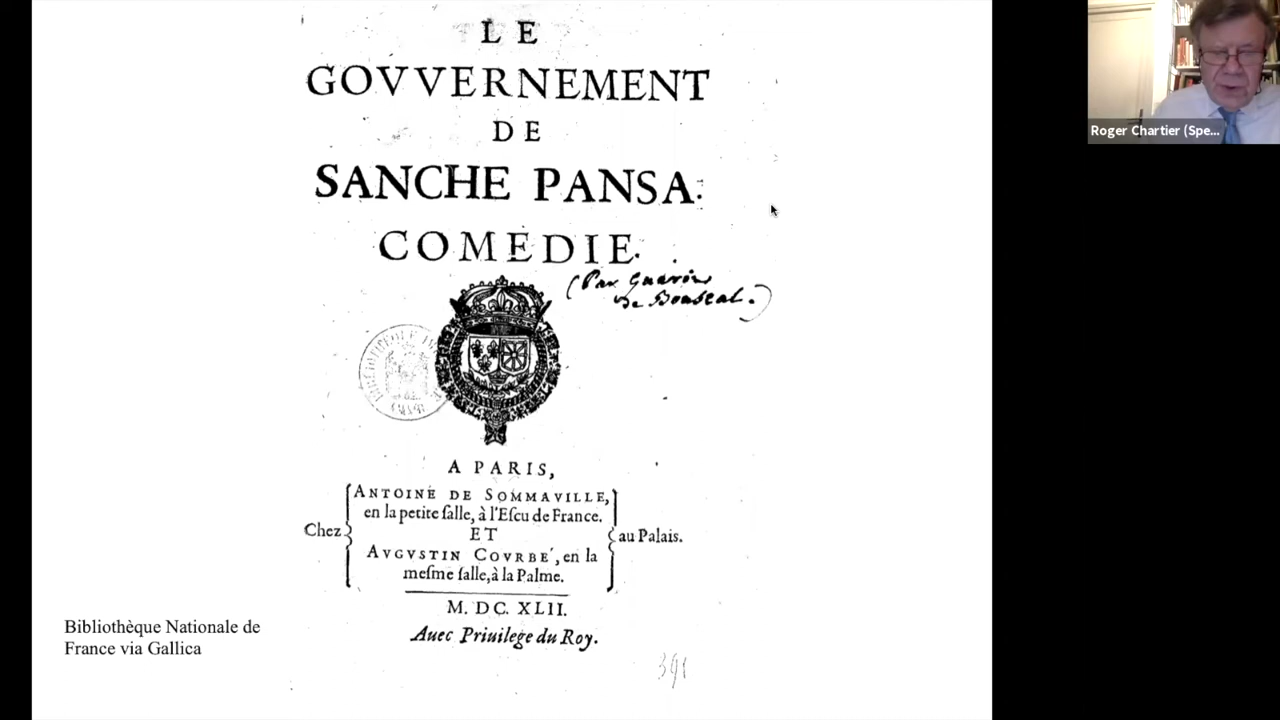 LE
GOVVERNEMENT
DE
SANCHE PANSA.
COMEDIE.
(Par Guerin
de Bouscal.)
A PARIS,
ANTOINE DE SOMMAVILLE,
en la petite ſalle, à l'Eſcu de France.
Chez ET au Palais.
AVGVSTIN COVRBE', en la
meſme ſalle, à la Palme.
M. DC. XLII.
Auec Priuilege du Roy.
391
Bibliothèque Nationale de
France via Gallica
Roger Chartier (Spe...